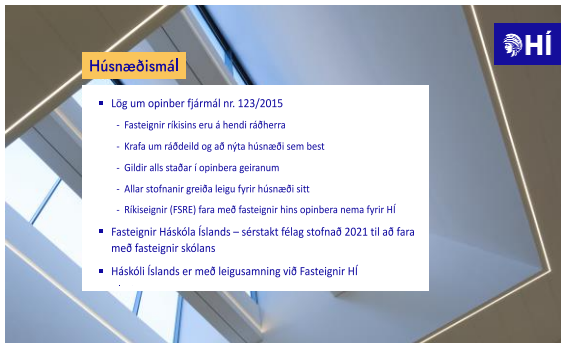 HÍ
Húsnæðismál
▪ Lög um opinber fjármál nr. 123/2015
- Fasteignir ríkisins eru á hendi ráðherra
- Krafa um ráðdeild og að nýta húsnæði sem best
- Gildir alls staðar í opinbera geiranum
- Allar stofnanir greiða leigu fyrir húsnæði sitt
- Ríkiseignir (FSRE) fara með fasteignir hins opinbera nema fyrir HÍ
▪ Fasteignir Háskóla Íslands – sérstakt félag stofnað 2021 til að fara
með fasteignir skólans
▪ Háskóli Íslands er með leigusamning við Fasteignir HÍ